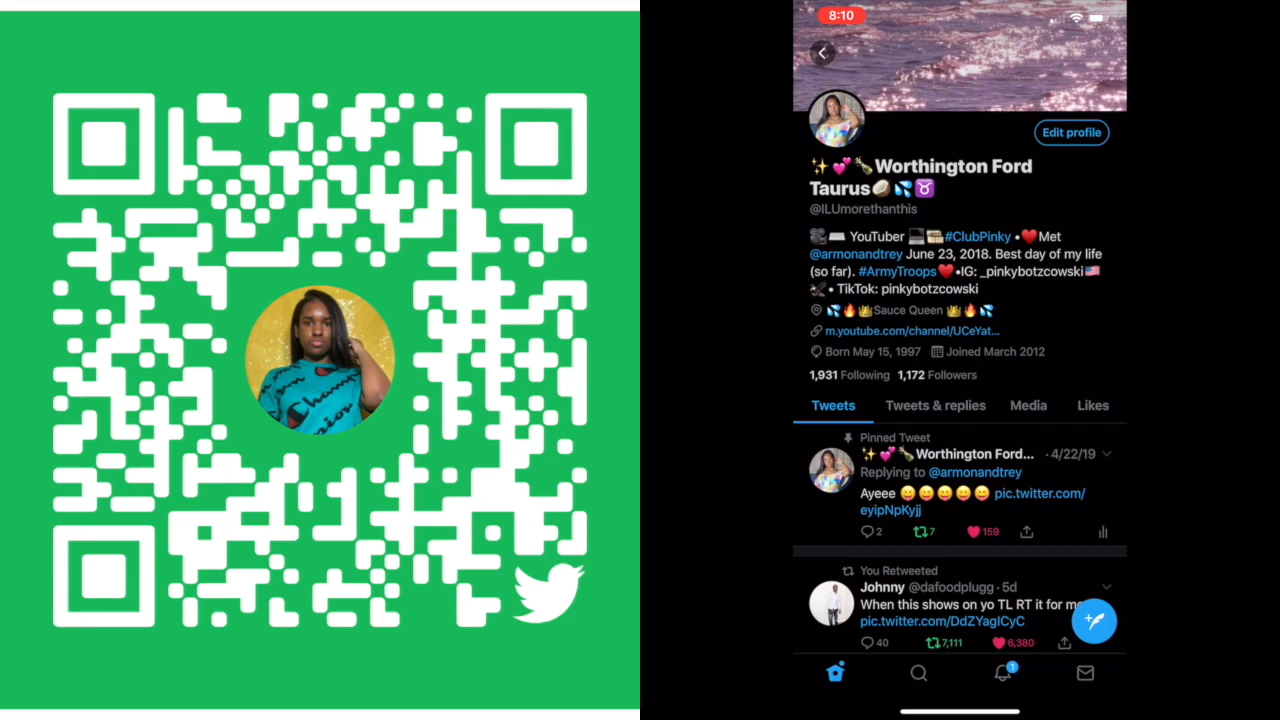 Champion
8:10
Edit profile
✨💕🍾Worthington Ford
Taurus🥥💦♉
@ILUmorethanthis
🎥⌨️ YouTuber 💻📻#ClubPinky •❤️Met
@armonandtrey June 23, 2018. Best day of my life
(so far). #ArmyTroops❤️•IG: _pinkybotzcowski🇺🇸
🦅• TikTok: pinkybotzcowski
💦🔥👑Sauce Queen 👑🔥💦
m.youtube.com/channel/UCeYat...
Born May 15, 1997 Joined March 2012
1,931 Following 1,172 Followers
Tweets Tweets & replies Media Likes
Pinned Tweet
✨💕🍾Worthington Ford... · 4/22/19
Replying to @armonandtrey
Ayeee 😛😛😛😛😛 pic.twitter.com/
eyipNpKyjj
2 7 159
You Retweeted
Johnny @dafoodplugg · 5d
When this shows on yo TL RT it for me
pic.twitter.com/DdZYagICyC
40 7,111 6,380
1